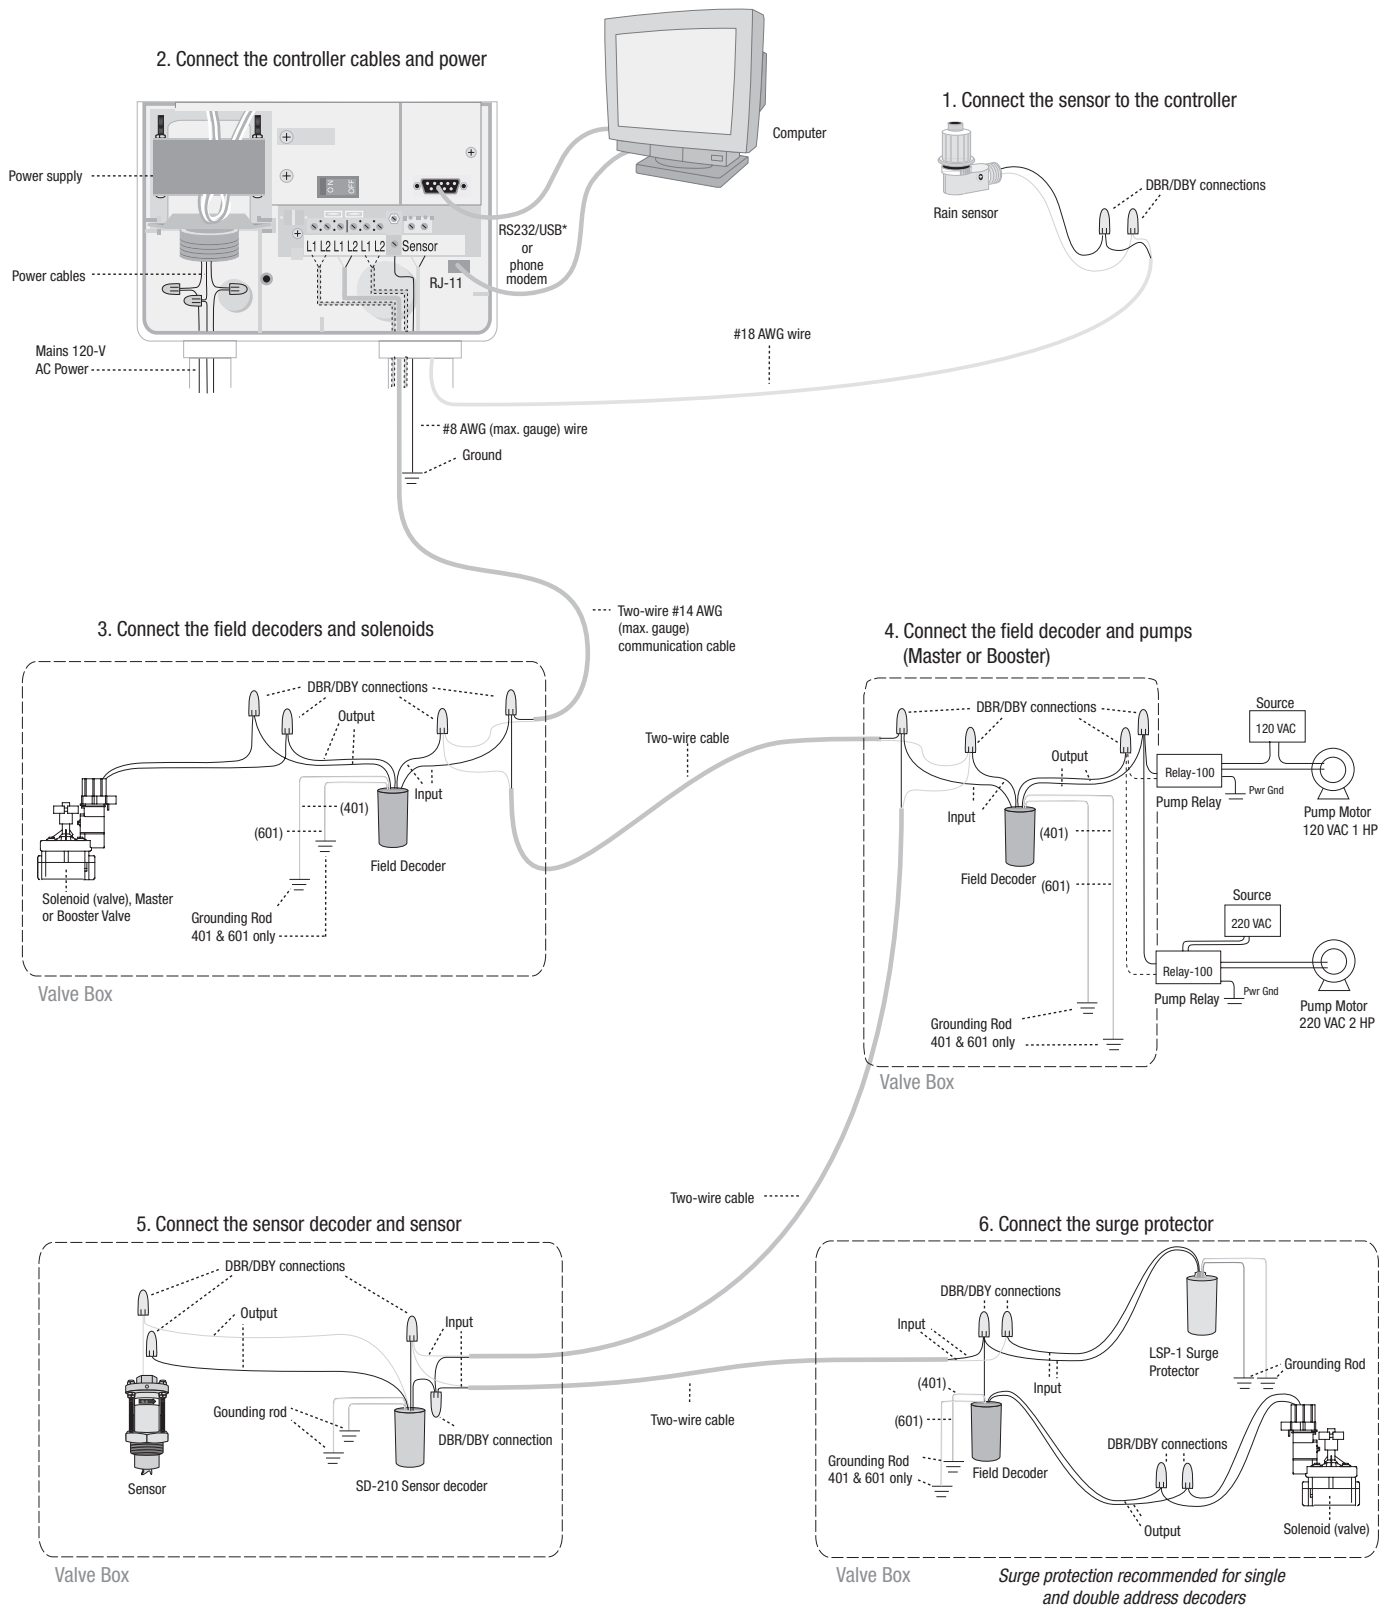 2. Connect the controller cables and power
Computer
1. Connect the sensor to the controller
Rain sensor
DBR/DBY connections
Power supply
ON
OFF
L1 L2 L1 L2 L1 L2
Sensor
RJ-11
RS232/USB*
or
phone
modem
Power cables
Mains 120-V
AC Power
#18 AWG wire
#8 AWG (max. gauge) wire
Ground
Two-wire #14 AWG
(max. gauge)
communication cable
3. Connect the field decoders and solenoids
DBR/DBY connections
Output
Input
(401)
(601)
Field Decoder
Solenoid (valve), Master
or Booster Valve
Grounding Rod
401 & 601 only
Valve Box
Two-wire cable
4. Connect the field decoder and pumps
(Master or Booster)
DBR/DBY connections
Output
Input
(401)
Field Decoder
(601)
Grounding Rod
401 & 601 only
Valve Box
Source
120 VAC
Relay-100
Pump Relay
Pwr Gnd
Pump Motor
120 VAC 1 HP
Source
220 VAC
Relay-100
Pump Relay
Pwr Gnd
Pump Motor
220 VAC 2 HP
Two-wire cable
5. Connect the sensor decoder and sensor
DBR/DBY connections
Output
Input
Gounding rod
DBR/DBY connection
Sensor
SD-210 Sensor decoder
Valve Box
Two-wire cable
6. Connect the surge protector
DBR/DBY connections
Input
Input
LSP-1 Surge
Protector
Grounding Rod
(401)
(601)
Grounding Rod
401 & 601 only
Field Decoder
DBR/DBY connections
Output
Solenoid (valve)
Valve Box
Surge protection recommended for single
and double address decoders